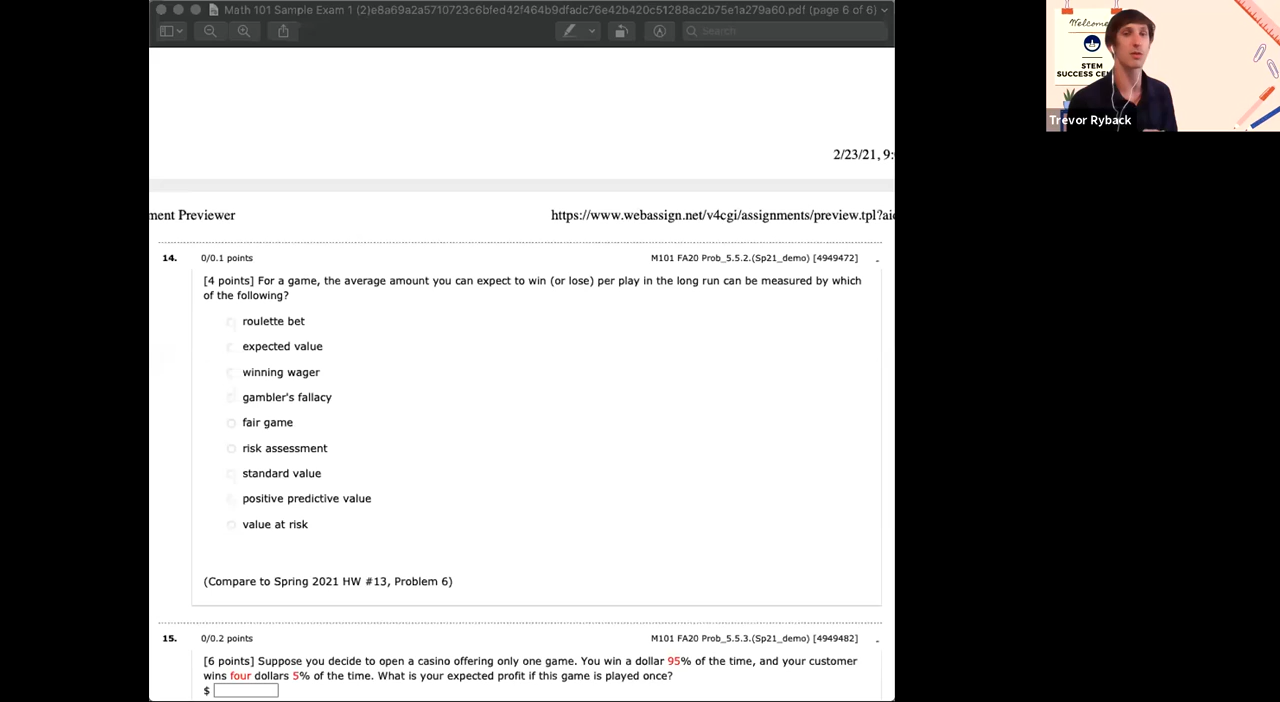 Math 101 Sample Exam 1 (2)e8a69a2a5710723c6bfed42f464b9dfadc76e42b420c51288ac2b75e1a279a60.pdf (page 6 of 6)
Search
Welcome
STEM
SUCCESS CE
Trevor Ryback
2/23/21, 9:
ment Previewer
https://www.webassign.net/v4cgi/assignments/preview.tpl?aid
14. 0/0.1 points M101 FA20 Prob_5.5.2.(Sp21_demo) [4949472]
[4 points] For a game, the average amount you can expect to win (or lose) per play in the long run can be measured by which
of the following?
roulette bet
expected value
winning wager
gambler's fallacy
fair game
risk assessment
standard value
positive predictive value
value at risk
(Compare to Spring 2021 HW #13, Problem 6)
15. 0/0.2 points M101 FA20 Prob_5.5.3.(Sp21_demo) [4949482]
[6 points] Suppose you decide to open a casino offering only one game. You win a dollar 95% of the time, and your customer
wins four dollars 5% of the time. What is your expected profit if this game is played once?
$